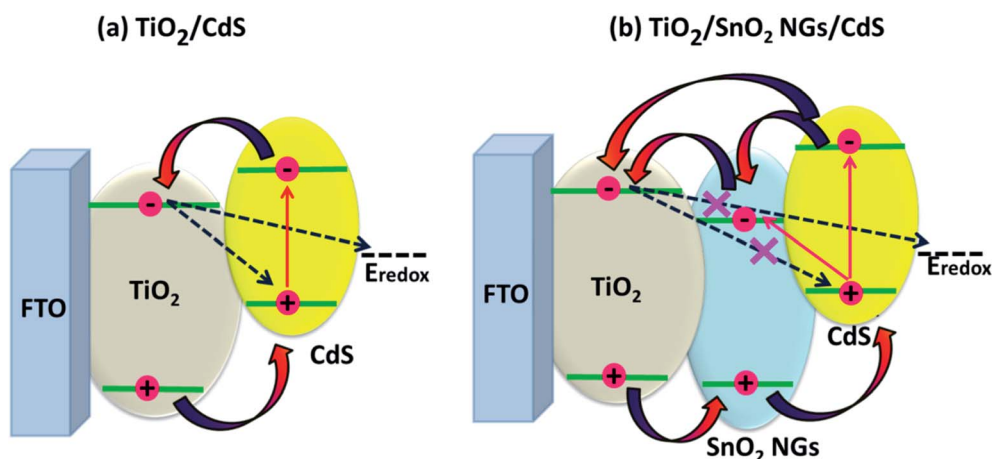 (a) TiO₂/CdS
(b) TiO₂/SnO₂ NGs/CdS
FTO
TiO₂
-
-
+
+
CdS
Eredox
FTO
TiO₂
-
-
-
+
+
+
CdS
SnO₂ NGs
Eredox